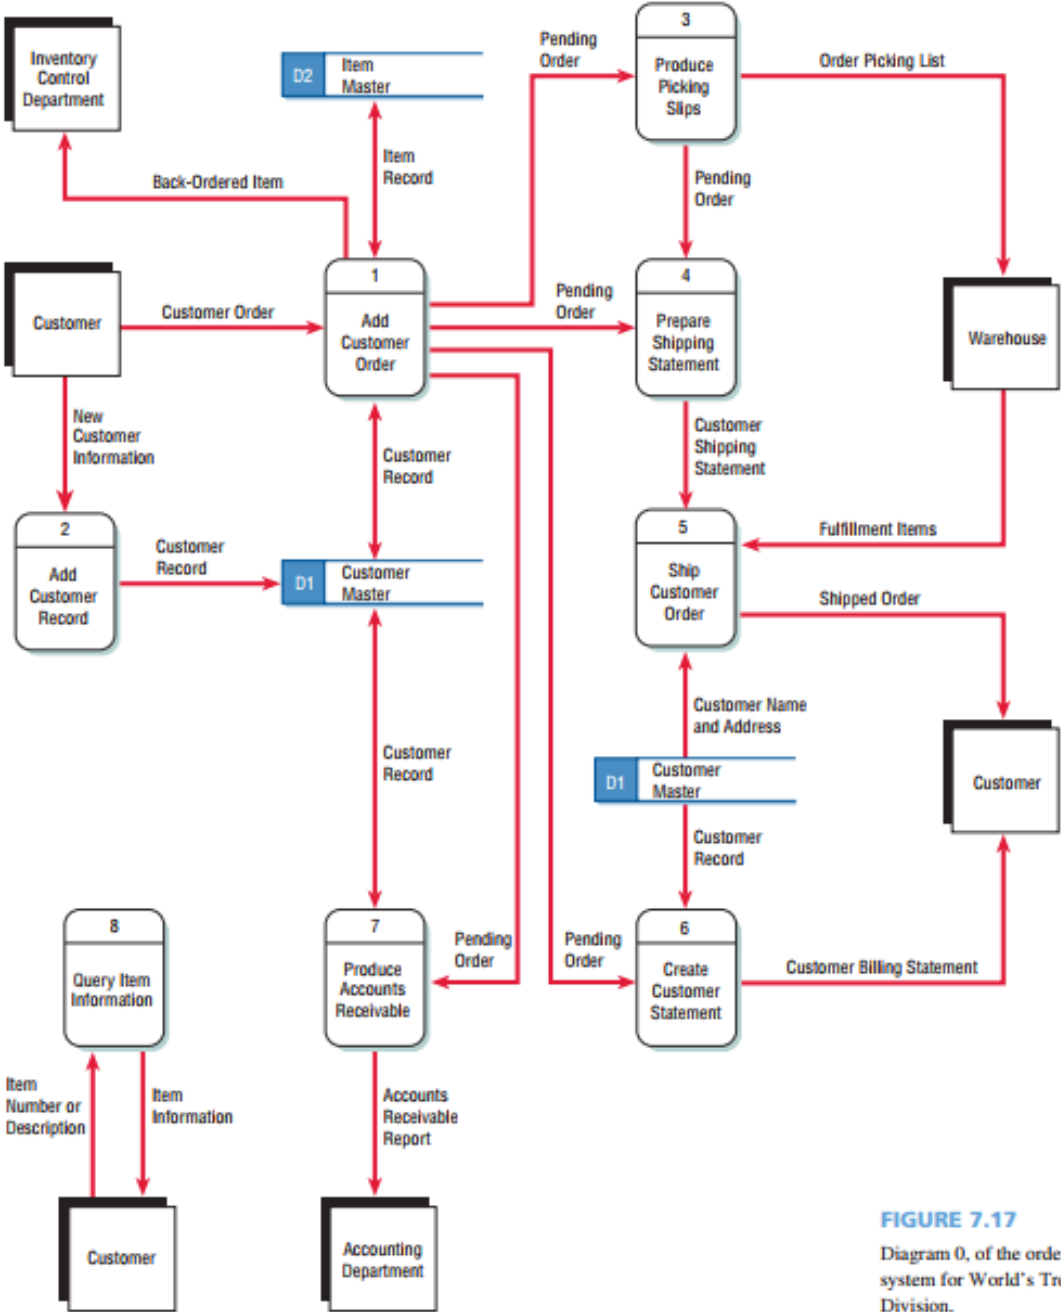 Inventory
Control
Department
D2
Item
Master
Pending
Order
3
Produce
Picking
Slips
Order Picking List
Back-Ordered Item
Item
Record
Pending
Order
Customer
Customer Order
1
Add
Customer
Order
Pending
Order
4
Prepare
Shipping
Statement
Warehouse
New
Customer
Information
Customer
Record
Customer
Shipping
Statement
2
Add
Customer
Record
Customer
Record
D1
Customer
Master
5
Ship
Customer
Order
Fulfillment Items
Shipped Order
Customer
Record
Customer Name
and Address
D1
Customer
Master
Customer
Customer
Record
8
Query Item
Information
7
Produce
Accounts
Receivable
Pending
Order
Pending
Order
6
Create
Customer
Statement
Customer Billing Statement
Item
Number or
Description
Item
Information
Accounts
Receivable
Report
Customer
Accounting
Department
FIGURE 7.17
Diagram 0, of the orde
system for World's Tre
Division.